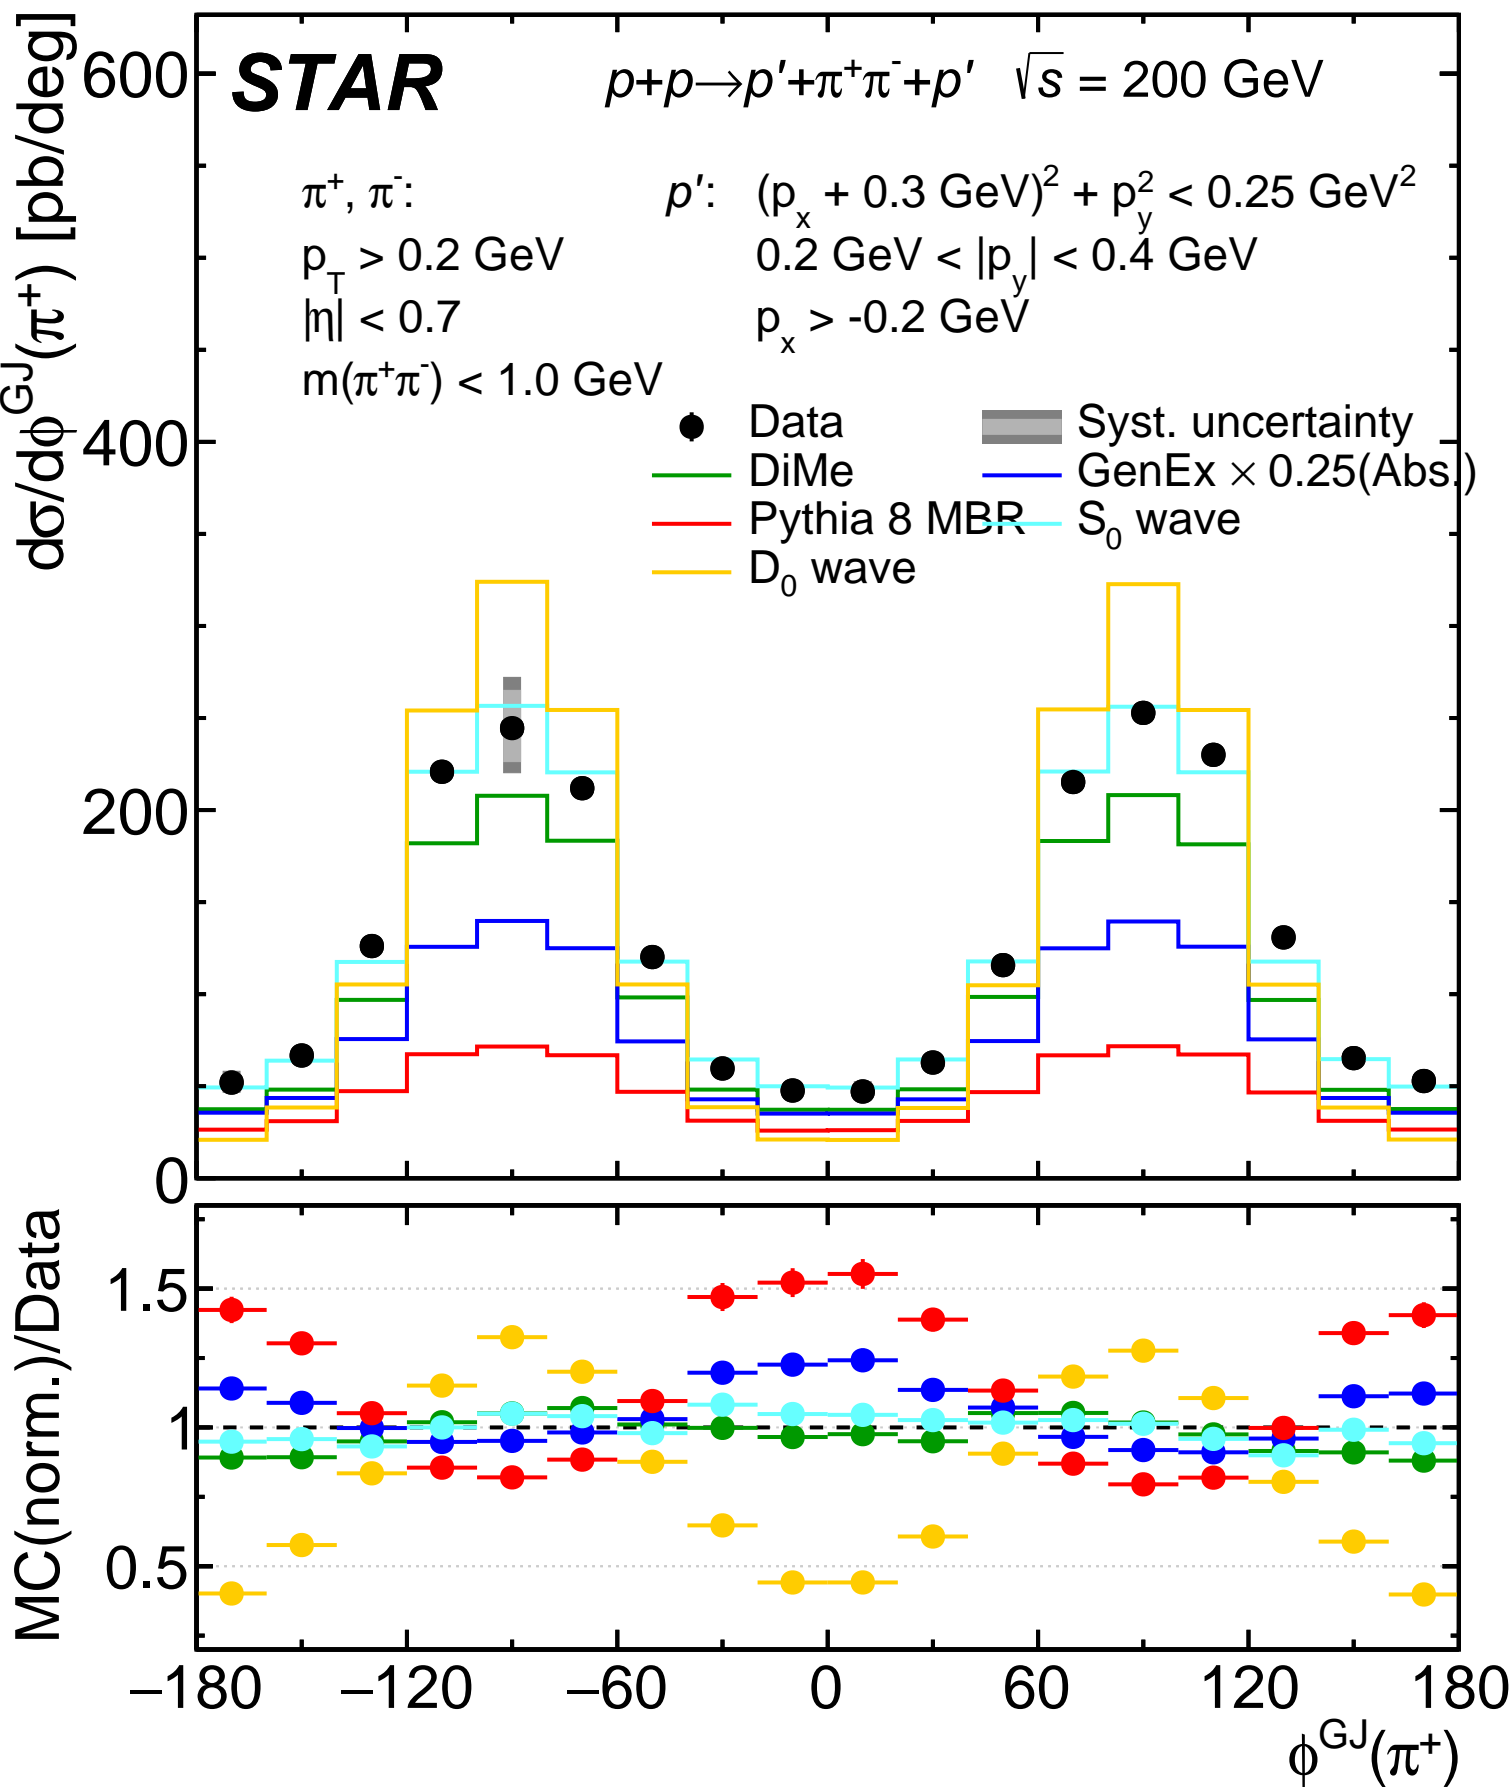 STAR p+p→p′+π⁺π⁻+p′ √s = 200 GeV
π⁺, π⁻: p′: (pₓ + 0.3 GeV)² + p_y² < 0.25 GeV²
p_T > 0.2 GeV 0.2 GeV < |p_y| < 0.4 GeV
|η| < 0.7 pₓ > -0.2 GeV
m(π⁺π⁻) < 1.0 GeV
Data Syst. uncertainty
DiMe GenEx × 0.25(Abs.)
Pythia 8 MBR S₀ wave
D₀ wave
dσ/dϕ^GJ(π⁺) [pb/deg]
600
400
200
0
MC(norm.)/Data
1.5
1
0.5
−180 −120 −60 0 60 120 180
ϕ^GJ(π⁺)